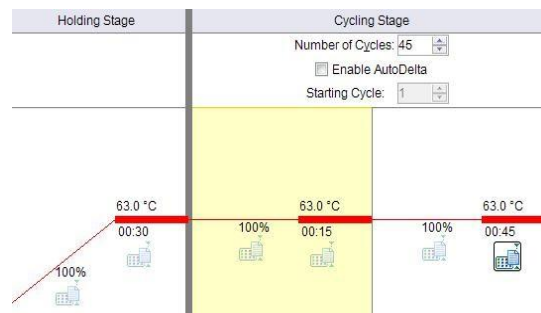 Holding Stage
Cycling Stage
Number of Cycles: 45
Enable AutoDelta
Starting Cycle: 1
63.0 °C
63.0 °C
63.0 °C
00:30
100%
00:15
100%
00:45
100%